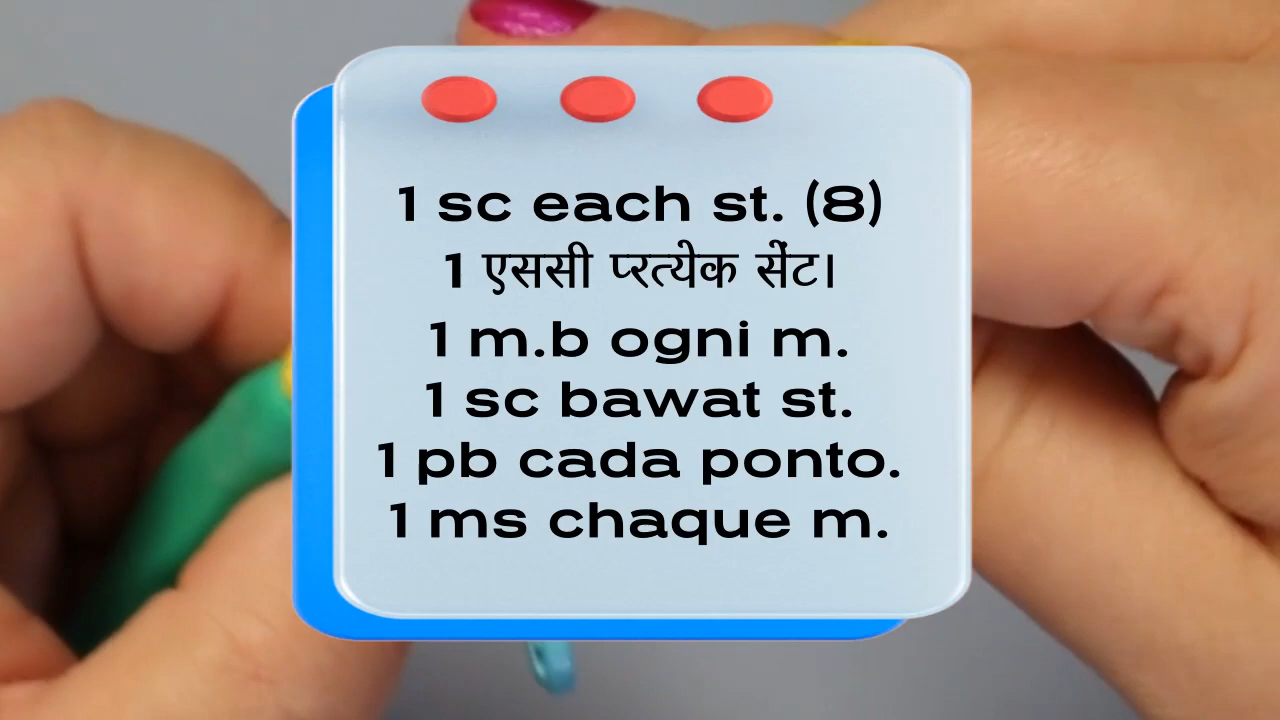 1 sc each st. (8)
1 एससी प्रत्येक सेंट।
1 m.b ogni m.
1 sc bawat st.
1 pb cada ponto.
1 ms chaque m.